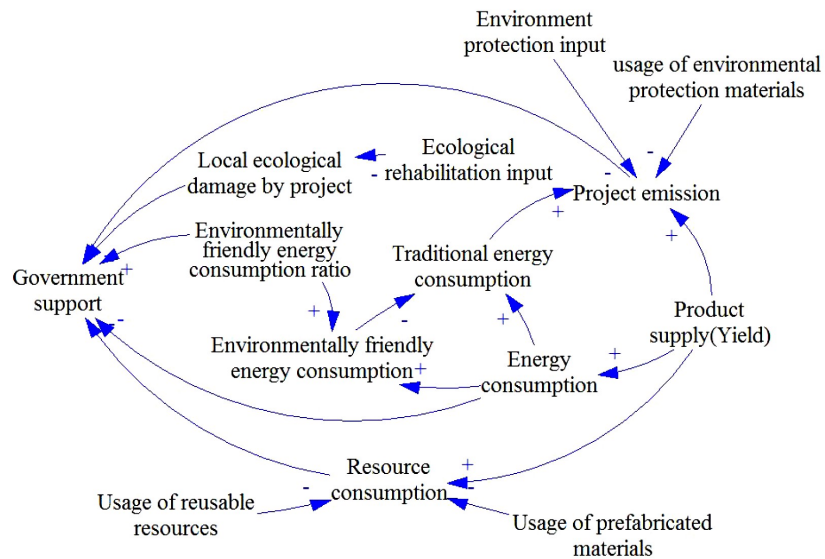 Environment
protection input
usage of environmental
protection materials
-
-
Local ecological
damage by project
-
Ecological
rehabilitation input
Project emission
+
+
Environmentally
friendly energy
consumption ratio
+
Government
support
Traditional energy
consumption
+
-
+
--
Environmentally friendly
energy consumption
+
Energy
consumption
+
Product
supply(Yield)
Resource
consumption
+
-
-
Usage of reusable
resources
Usage of prefabricated
materials